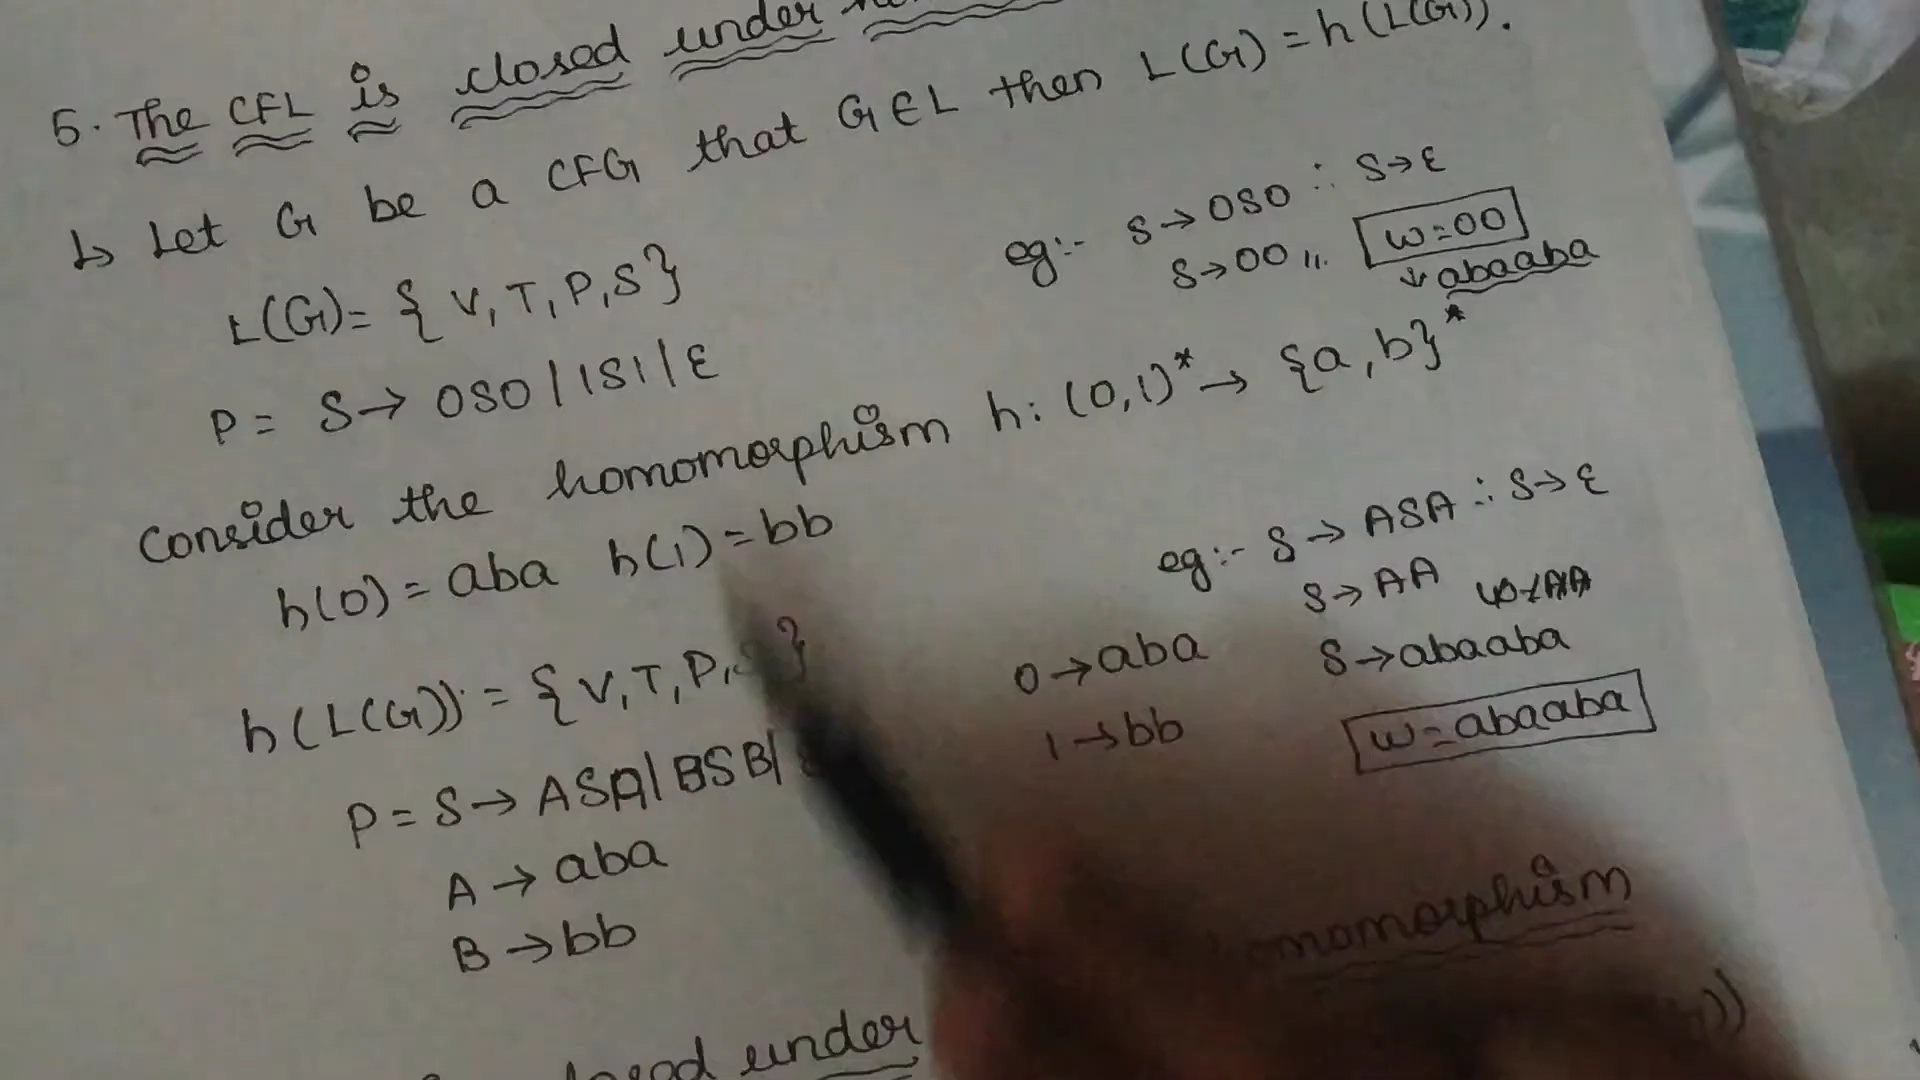 5. The CFL is closed under
↳ Let G be a CFG that G∈L then L(G)=h(L(G)).
L(G)= { V, T, P, S}
P = S→ 0S0 / 1S1 / ε
eg:- S→0S0 ∴ S→ε
S→00 ,,. w=00
↓ abaaba
Consider the homomorphism h: (0,1)*→ {a,b}*
h(0)= aba h(1)=bb
h(L(G)) = {V,T,P, }
P = S→ ASA| BSB|
A → aba
B → bb
0→aba
1→bb
eg:- S→ASA ∴ S→ε
S→AA
S→abaaba
w=abaaba
closed under